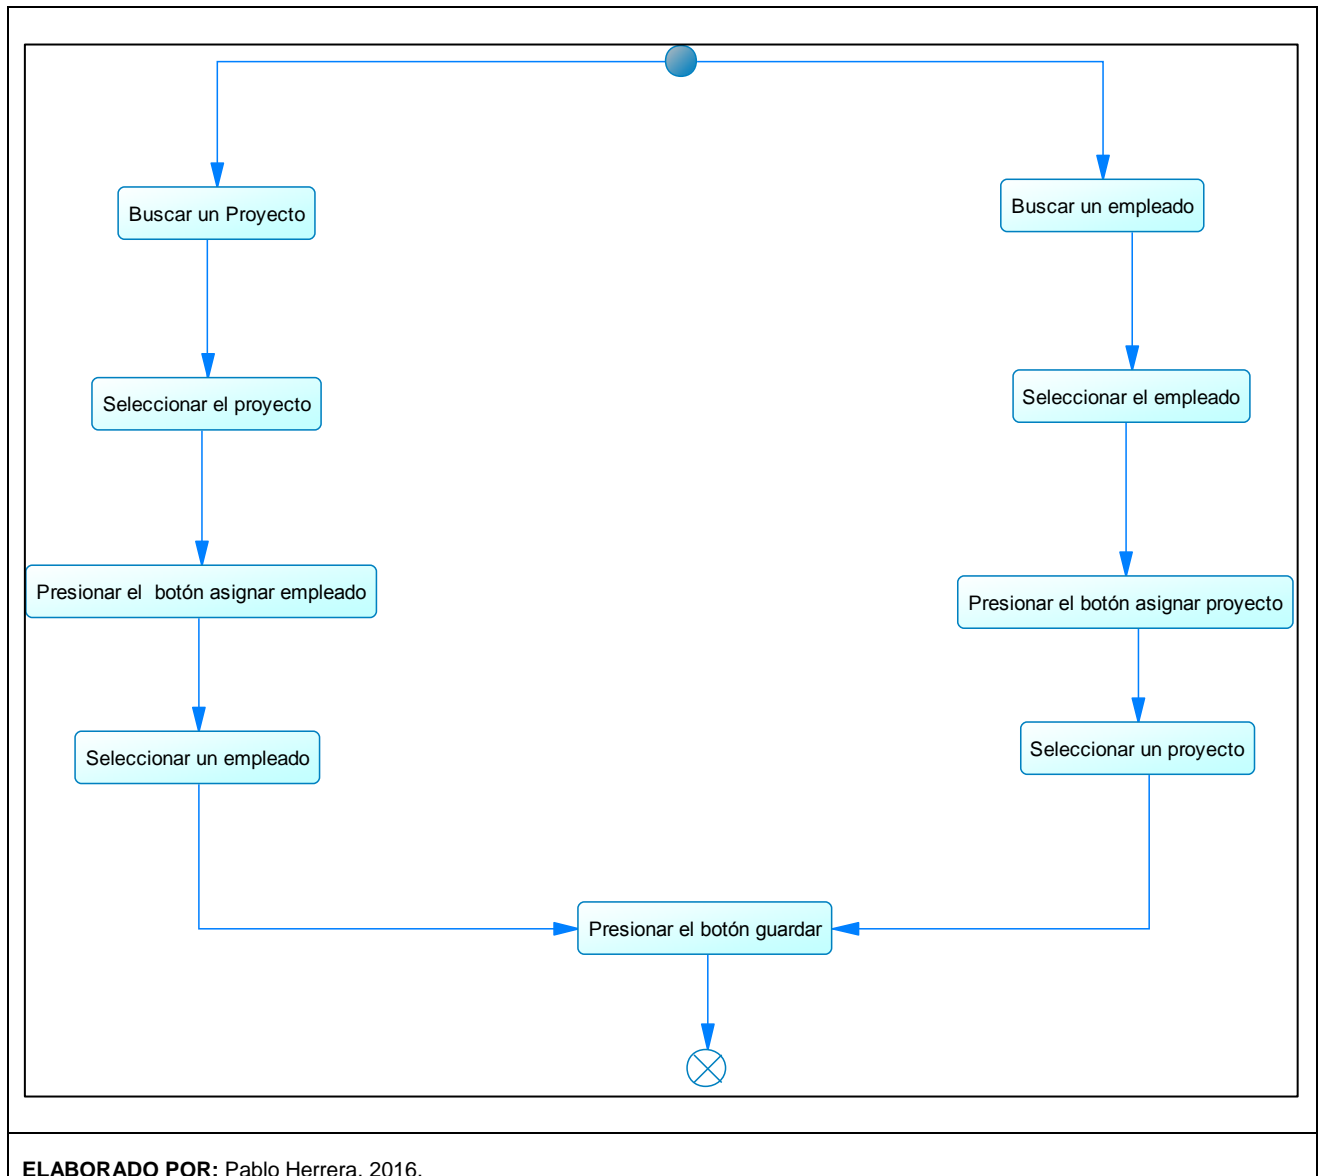 Buscar un Proyecto
Buscar un empleado
Seleccionar el proyecto
Seleccionar el empleado
Presionar el  botón asignar empleado
Presionar el botón asignar proyecto
Seleccionar un empleado
Seleccionar un proyecto
Presionar el botón guardar
ELABORADO POR: Pablo Herrera, 2016.